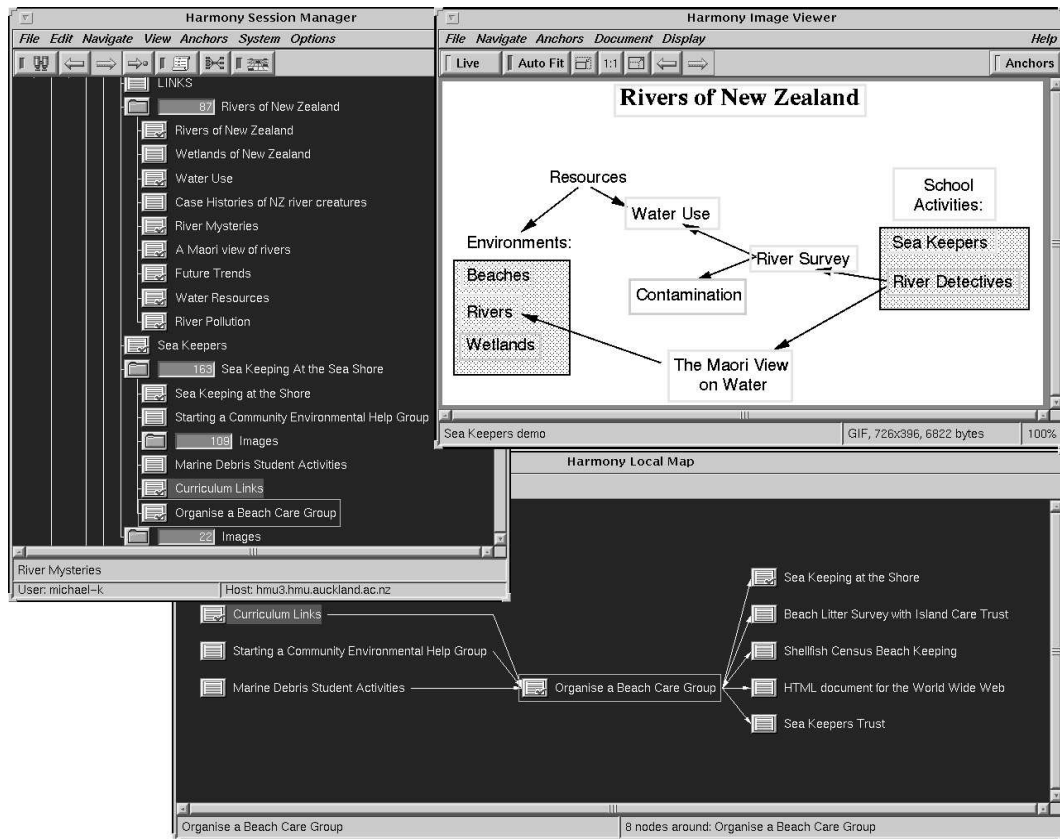 Harmony Session Manager
File Edit Navigate View Anchors System Options
LINKS
87 Rivers of New Zealand
Rivers of New Zealand
Wetlands of New Zealand
Water Use
Case Histories of NZ river creatures
River Mysteries
A Maori view of rivers
Future Trends
Water Resources
River Pollution
Sea Keepers
163 Sea Keeping At the Sea Shore
Sea Keeping at the Shore
Starting a Community Environmental Help Group
109 Images
Marine Debris Student Activities
Curriculum Links
Organise a Beach Care Group
22 Images
River Mysteries
User: michael-k Host: hmu3.hmu.auckland.ac.nz
Harmony Image Viewer
File Navigate Anchors Document Display Help
Live Auto Fit 1:1 Anchors
Rivers of New Zealand
Resources
School
Activities:
Water Use
Environments:
Sea Keepers
River Survey
Beaches
River Detectives
Contamination
Rivers
Wetlands
The Maori View
on Water
Sea Keepers demo GIF, 726x396, 6822 bytes 100%
Harmony Local Map
Sea Keeping at the Shore
Curriculum Links Beach Litter Survey with Island Care Trust
Starting a Community Environmental Help Group Shellfish Census Beach Keeping
Marine Debris Student Activities Organise a Beach Care Group HTML document for the World Wide Web
Sea Keepers Trust
Organise a Beach Care Group 8 nodes around: Organise a Beach Care Group